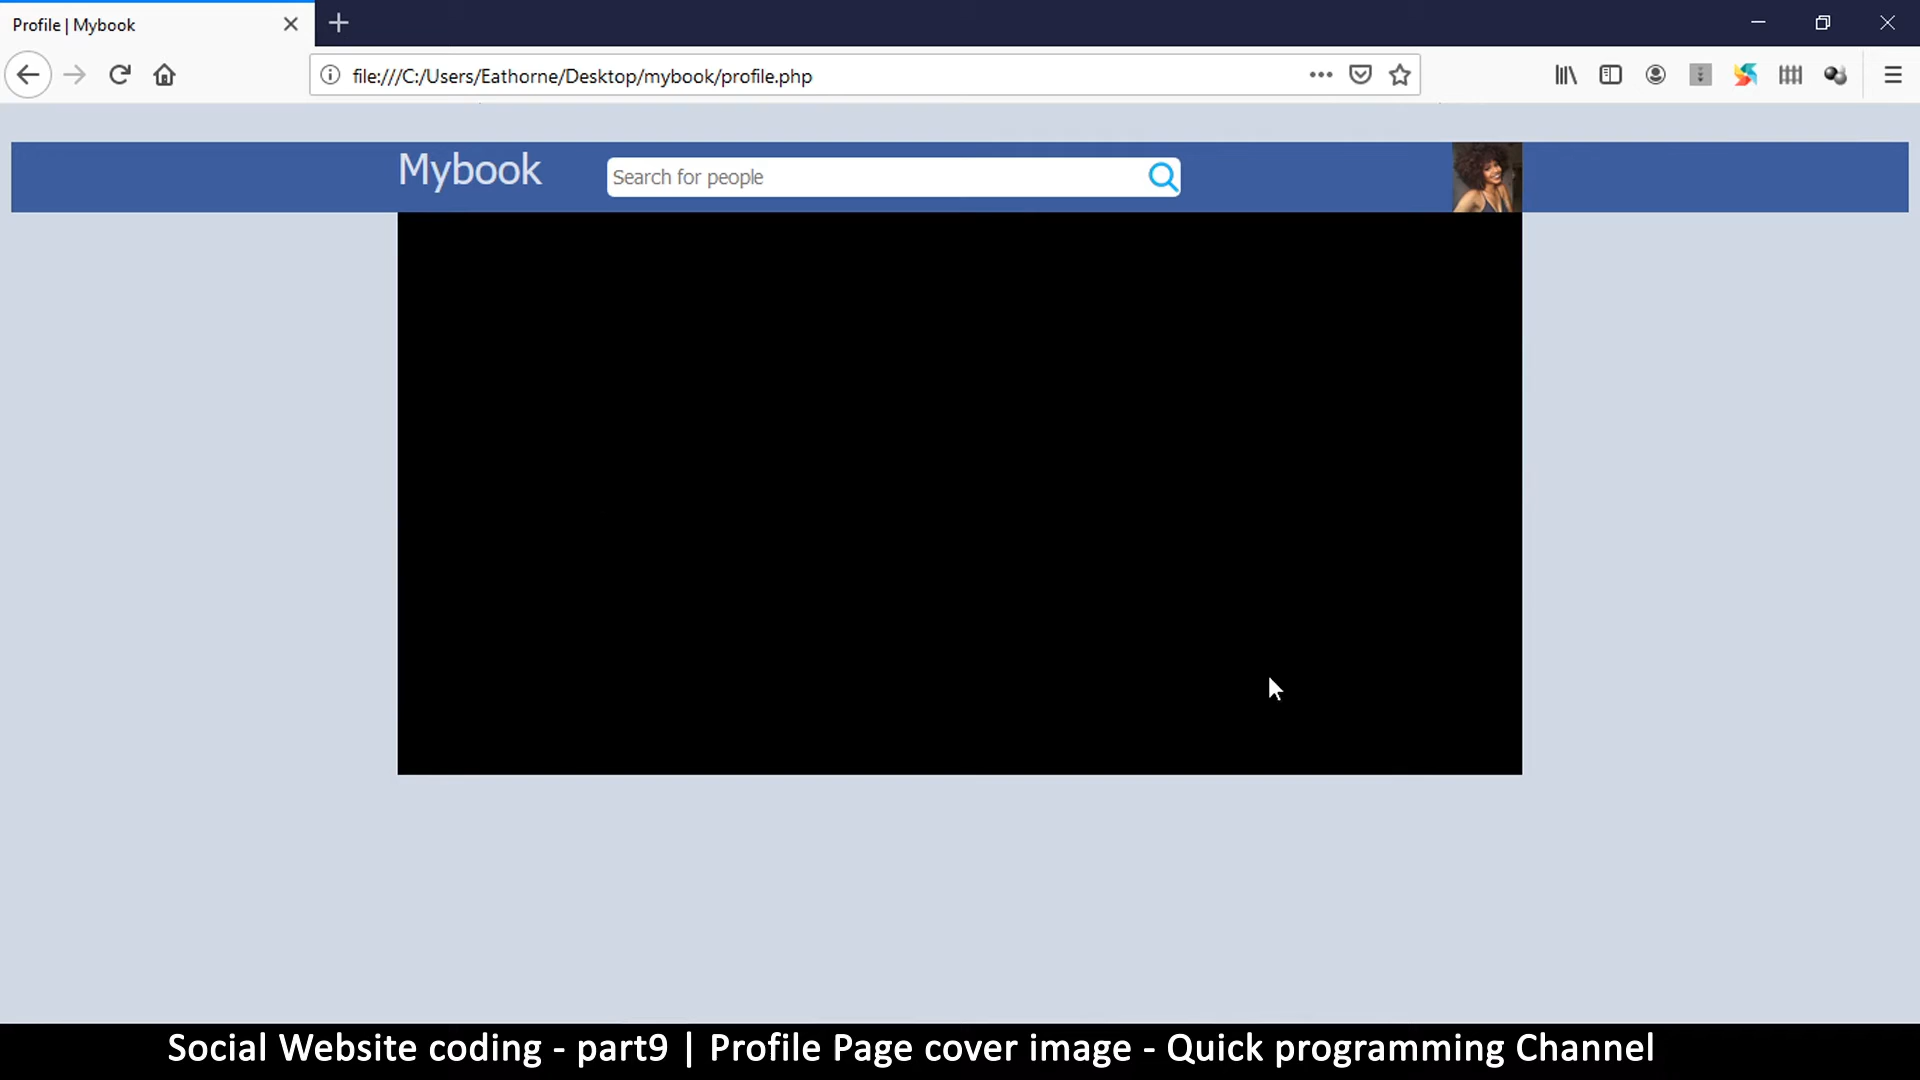 Profile | Mybook
file:///C:/Users/Eathorne/Desktop/mybook/profile.php
Mybook
Search for people
Social Website coding - part9 | Profile Page cover image - Quick programming Channel